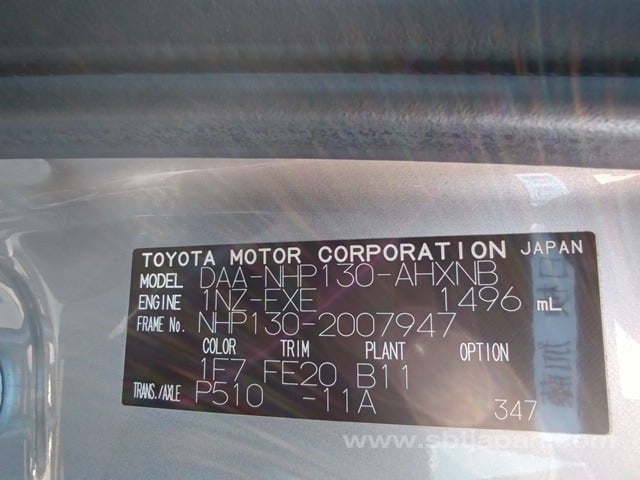 TOYOTA MOTOR CORPORATION JAPAN
MODEL DAA-NHP130-AHXNB
ENGINE 1NZ-EXE 1496 mL
FRAME No. NHP130-2007947
COLOR TRIM PLANT OPTION
1F7 FE20 B11
TRANS./AXLE P510 -11A
347
www.sbtjapan.com